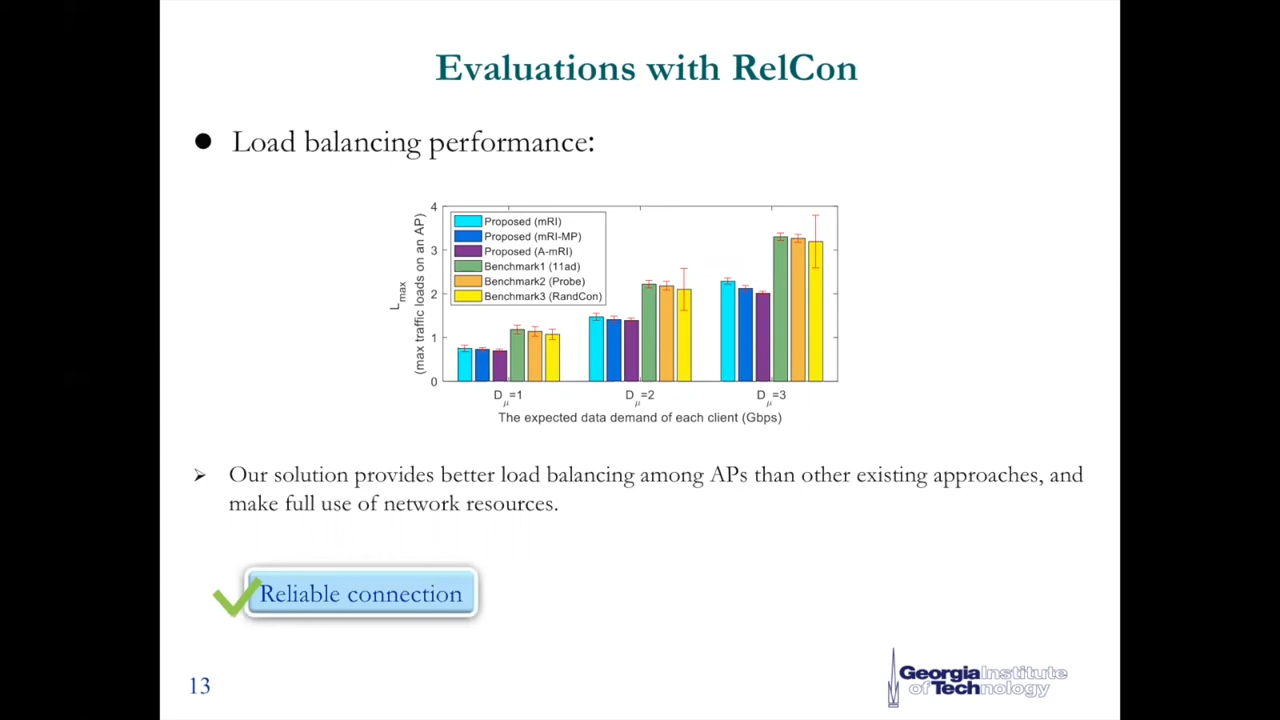 Evaluations with RelCon
● Load balancing performance:
4
3
2
1
0
L max
(max traffic loads on an AP)
Proposed (mRI)
Proposed (mRI-MP)
Proposed (A-mRI)
Benchmark1 (11ad)
Benchmark2 (Probe)
Benchmark3 (RandCon)
D μ=1
D μ=2
D μ=3
The expected data demand of each client (Gbps)
➢ Our solution provides better load balancing among APs than other existing approaches, and
make full use of network resources.
Reliable connection
13
Georgia Institute
of Technology